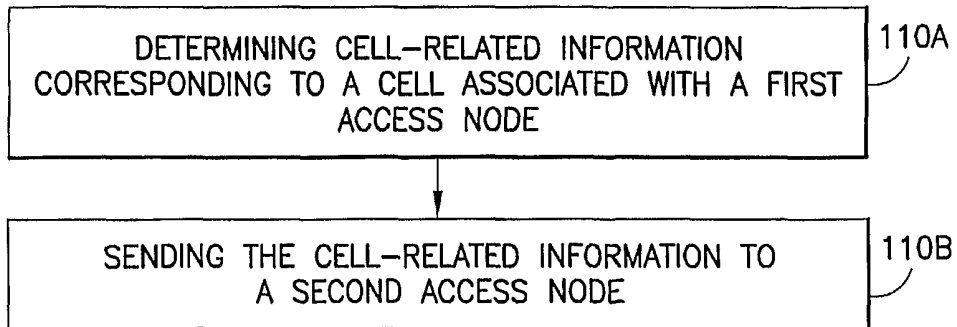 DETERMINING CELL-RELATED INFORMATION
CORRESPONDING TO A CELL ASSOCIATED WITH A FIRST
ACCESS NODE
110A
SENDING THE CELL-RELATED INFORMATION TO
A SECOND ACCESS NODE
110B